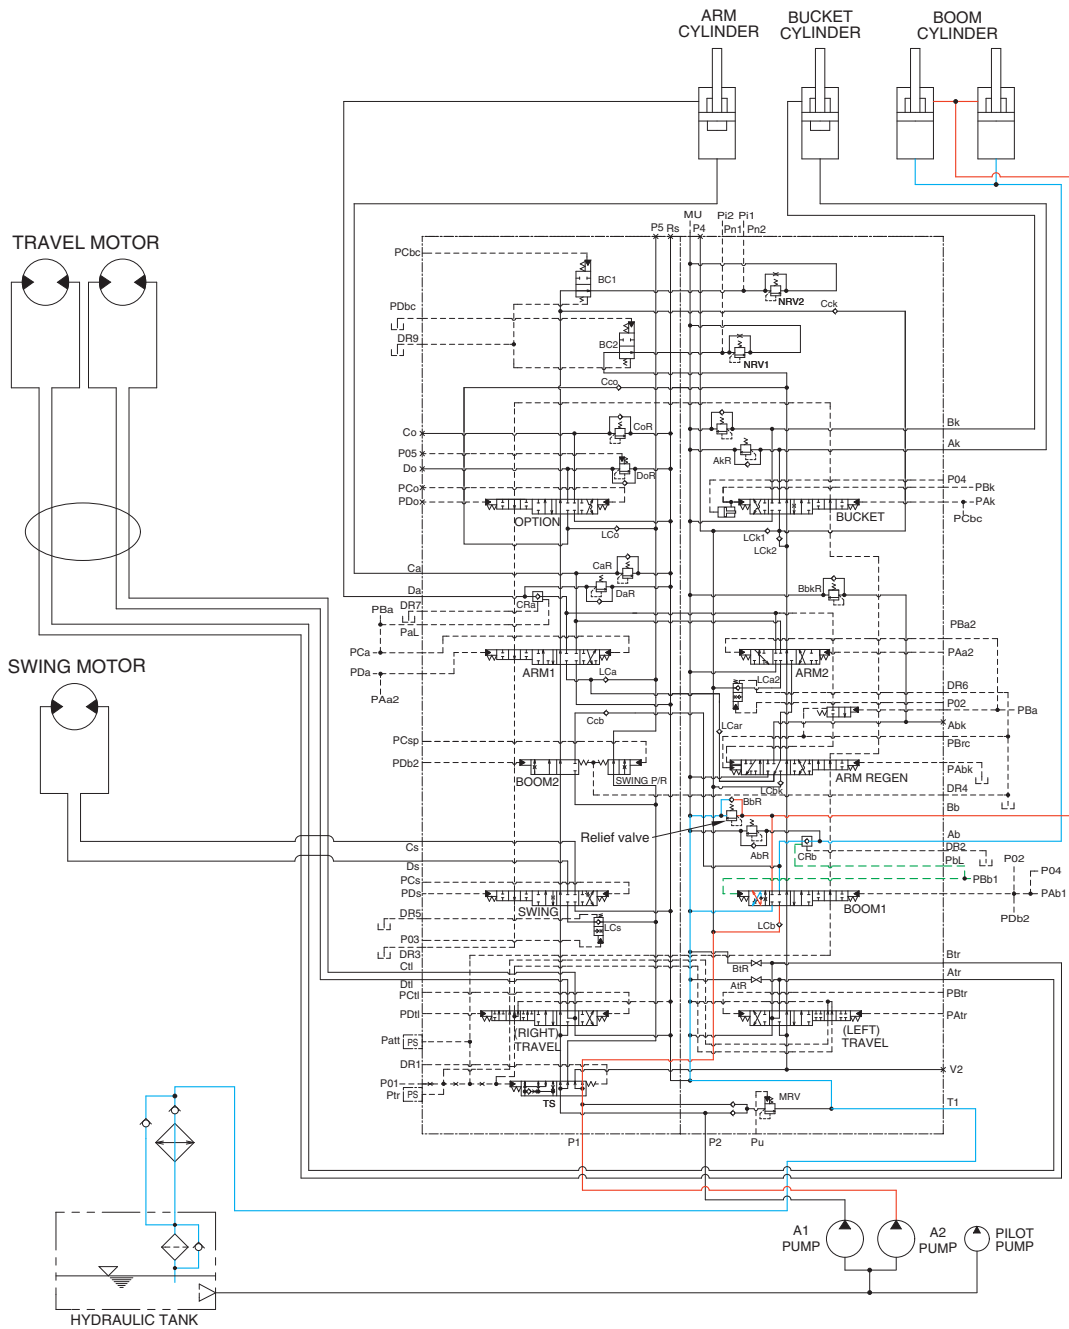 ARM
CYLINDER
BUCKET
CYLINDER
BOOM
CYLINDER
TRAVEL MOTOR
SWING MOTOR
P5 Rs
MU
P4
Pi2 Pi1
Pn1 Pn2
PCbc
BC1
NRV2
Cck
PDbc
DR9
BC2
NRV1
Cco
Co
CoR
Bk
Ak
P05
Do
DoR
AkR
P04
PBk
PCo
PDo
PAk
PCbc
OPTION
BUCKET
LCo
LCk1
LCk2
Ca
CaR
Da
DaR
BbkR
CRa
PBa
DR7
PaL
PBa2
PCa
PAa2
PDa
ARM1
LCa
ARM2
LCa2
DR6
PAa2
P02
PBa
Ccb
LCar
Abk
PCsp
PBrc
PDb2
PAbk
BOOM2
SWING P/R
ARM REGEN
LCbk
DR4
BbR
Bb
Relief valve
Ab
AbR
CRb
DR2
Cs
PbL
P02
P04
Ds
PBb1
PCs
PDs
PAb1
SWING
BOOM1
PDb2
DR5
LCs
LCb
P03
DR3
Btr
Ctl
BtR
Atr
Dtl
AtR
PCtl
PBtr
PDtl
PAtr
(RIGHT)
TRAVEL
(LEFT)
TRAVEL
Patt PS
DR1
V2
P01
Ptr PS
TS
MRV
T1
P1
P2
Pu
A1
PUMP
A2
PUMP
PILOT
PUMP
HYDRAULIC TANK